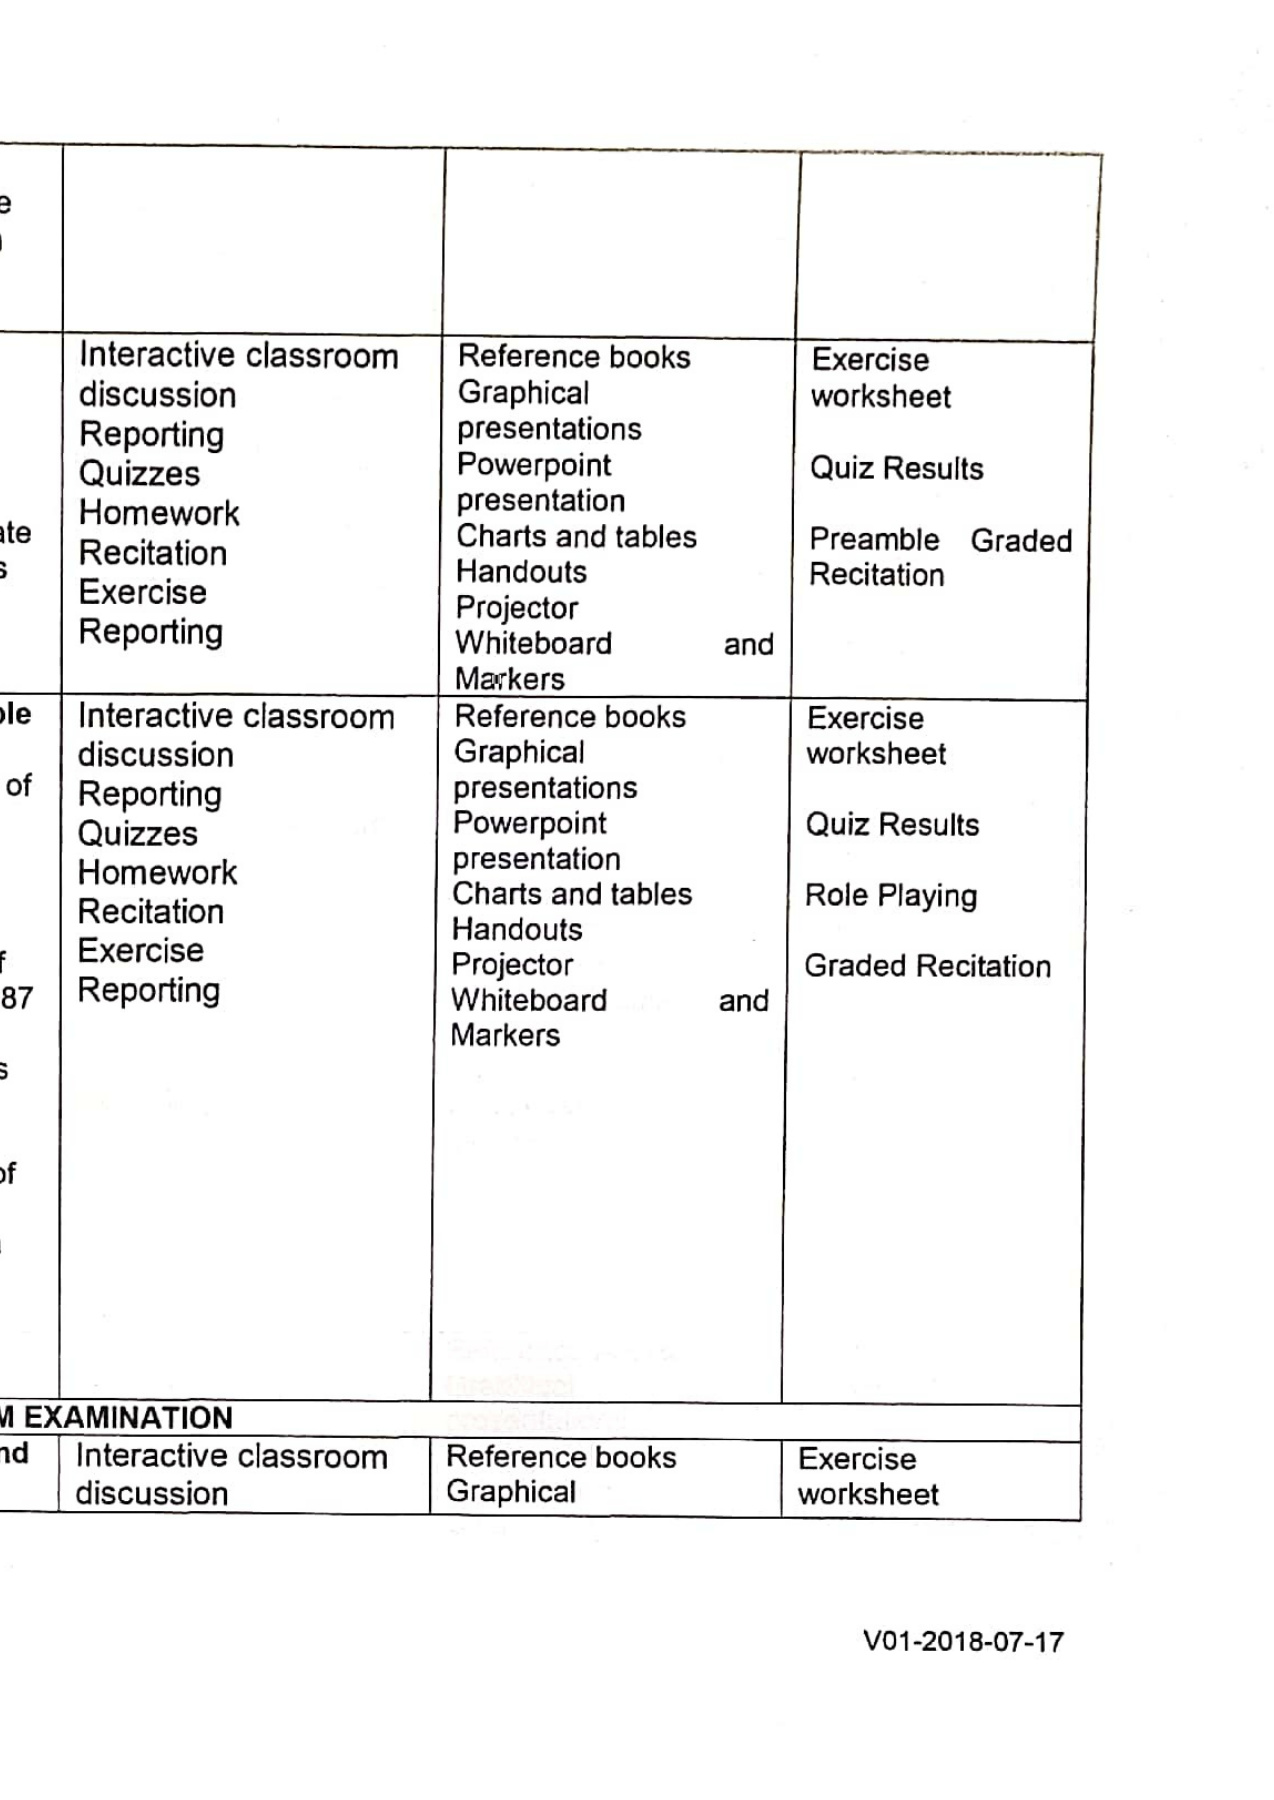 e
Interactive classroom
discussion
Reporting
Quizzes
Homework
Recitation
Exercise
Reporting
Reference books
Graphical
presentations
Powerpoint
presentation
Charts and tables
Handouts
Projector
Whiteboard and
Markers
Exercise
worksheet
Quiz Results
Preamble Graded
Recitation
ate
s
ple
of
f
87
s
of
Interactive classroom
discussion
Reporting
Quizzes
Homework
Recitation
Exercise
Reporting
Reference books
Graphical
presentations
Powerpoint
presentation
Charts and tables
Handouts
Projector
Whiteboard and
Markers
Exercise
worksheet
Quiz Results
Role Playing
Graded Recitation
M EXAMINATION
nd
Interactive classroom
discussion
Reference books
Graphical
Exercise
worksheet
V01-2018-07-17